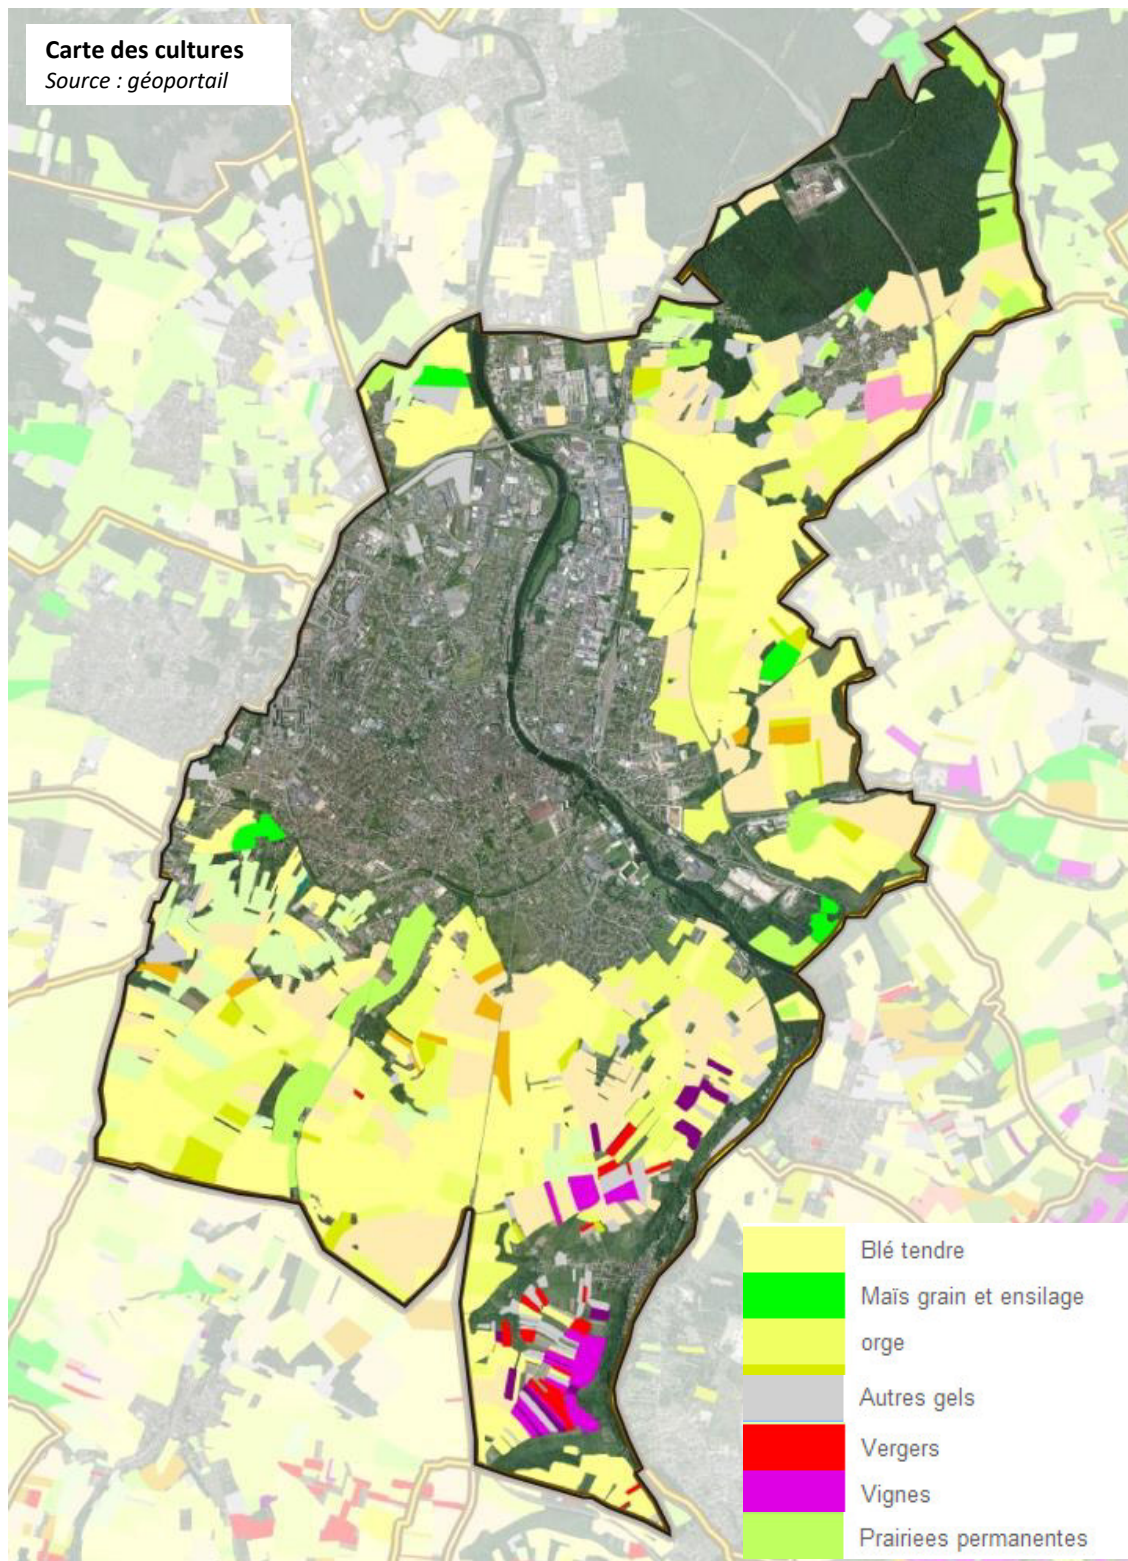 Carte des cultures
Source : géoportail
Blé tendre
Maïs grain et ensilage
orge
Autres gels
Vergers
Vignes
Prairiees permanentes